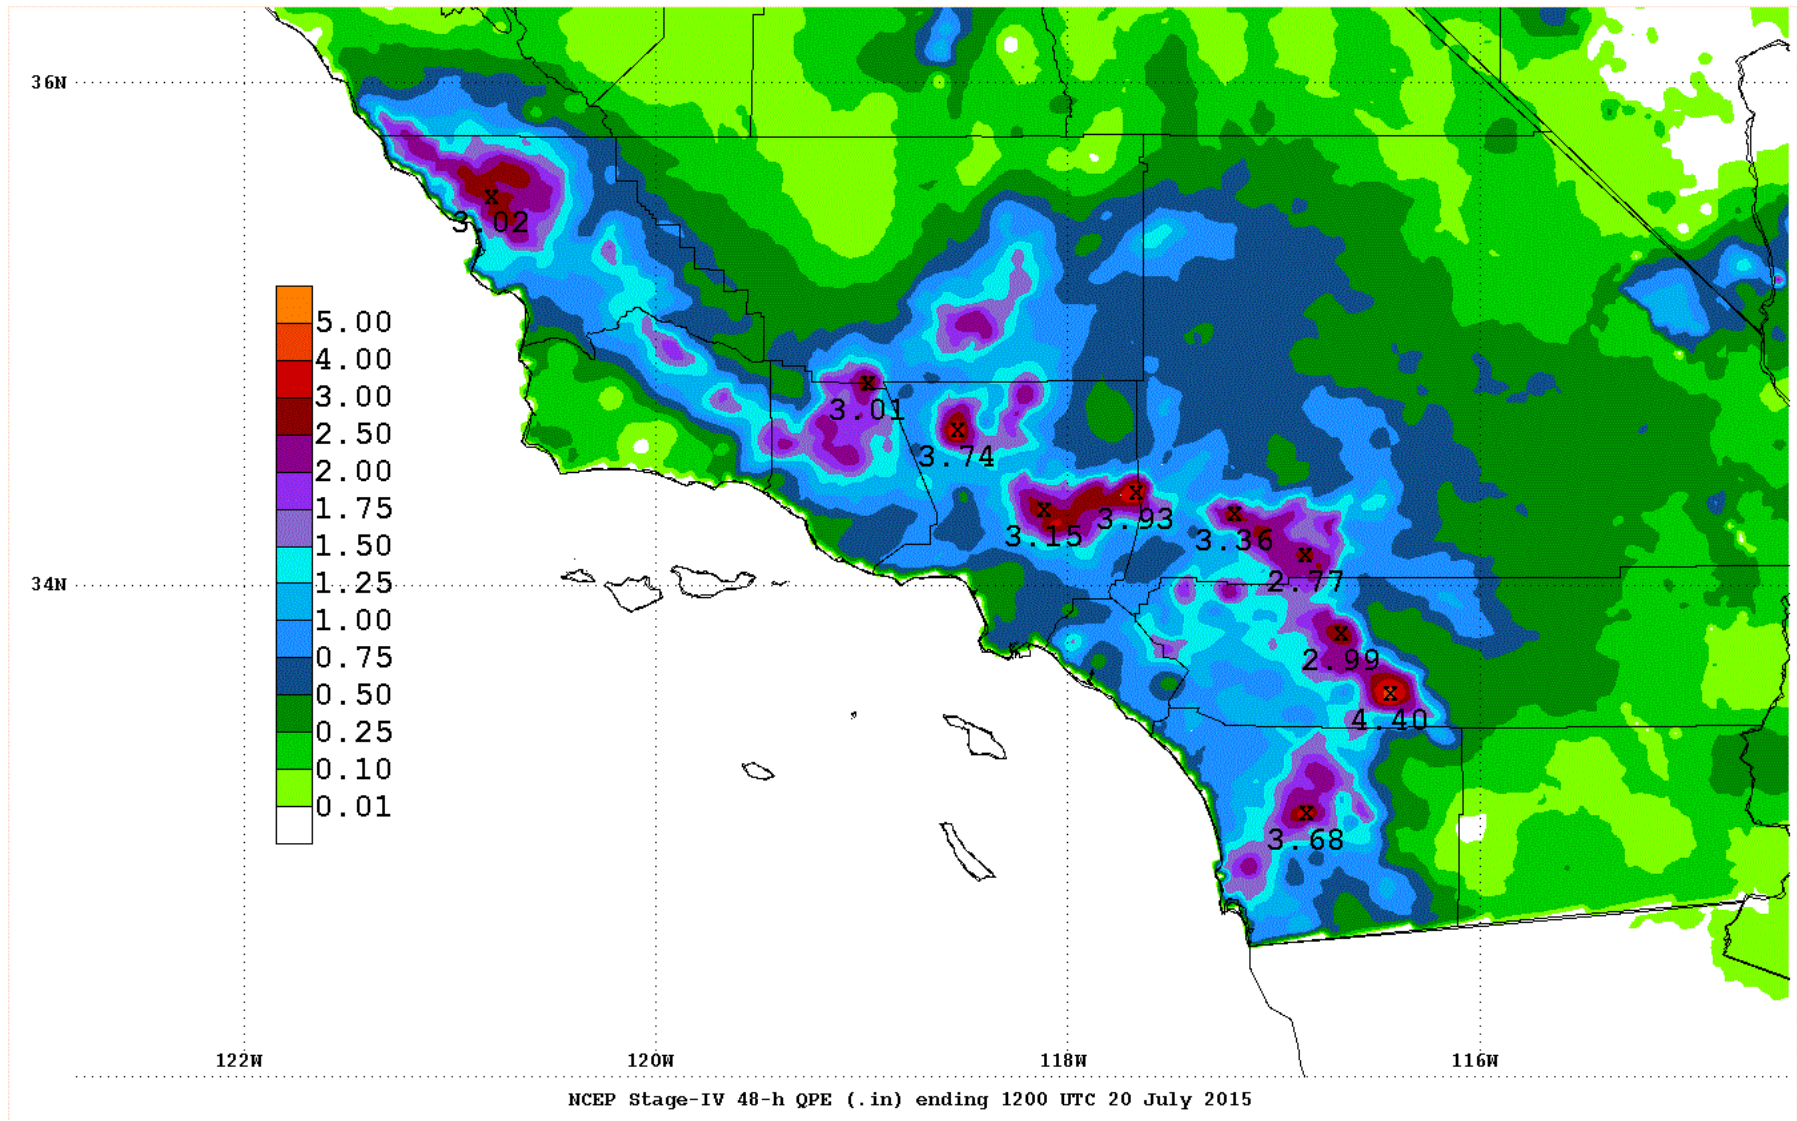 36N
X
3.02
5.00
4.00
3.00
2.50
2.00
1.75
1.50
1.25
1.00
0.75
0.50
0.25
0.10
0.01
X
3.01
X
3.74
X
3.15
X
3.93
X
3.36
X
2.77
34N
X
2.99
X
4.40
X
3.68
122W 120W 118W 116W
NCEP Stage-IV 48-h QPE (.in) ending 1200 UTC 20 July 2015